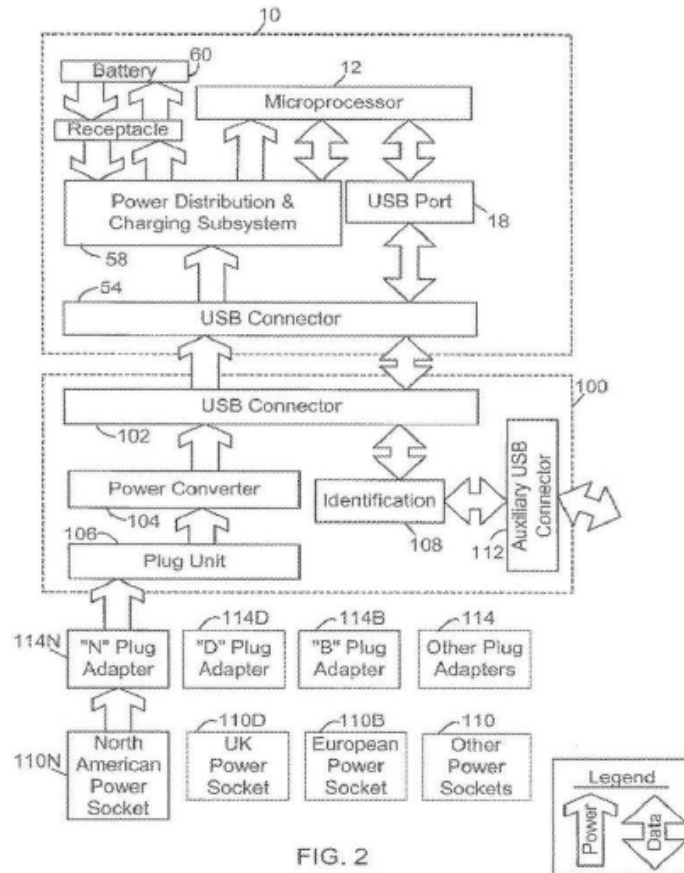 10
Battery
60
12
Microprocessor
Receptacle
Power Distribution &
Charging Subsystem
USB Port
18
58
54
USB Connector
USB Connector
100
102
Power Converter
104
Identification
108
Auxiliary USB
Connector
112
106
Plug Unit
114N
"N" Plug
Adapter
114D
"D" Plug
Adapter
114B
"B" Plug
Adapter
114
Other Plug
Adapters
110N
North
American
Power
Socket
110D
UK
Power
Socket
110B
European
Power
Socket
110
Other
Power
Sockets
Legend
Power
Data
FIG. 2